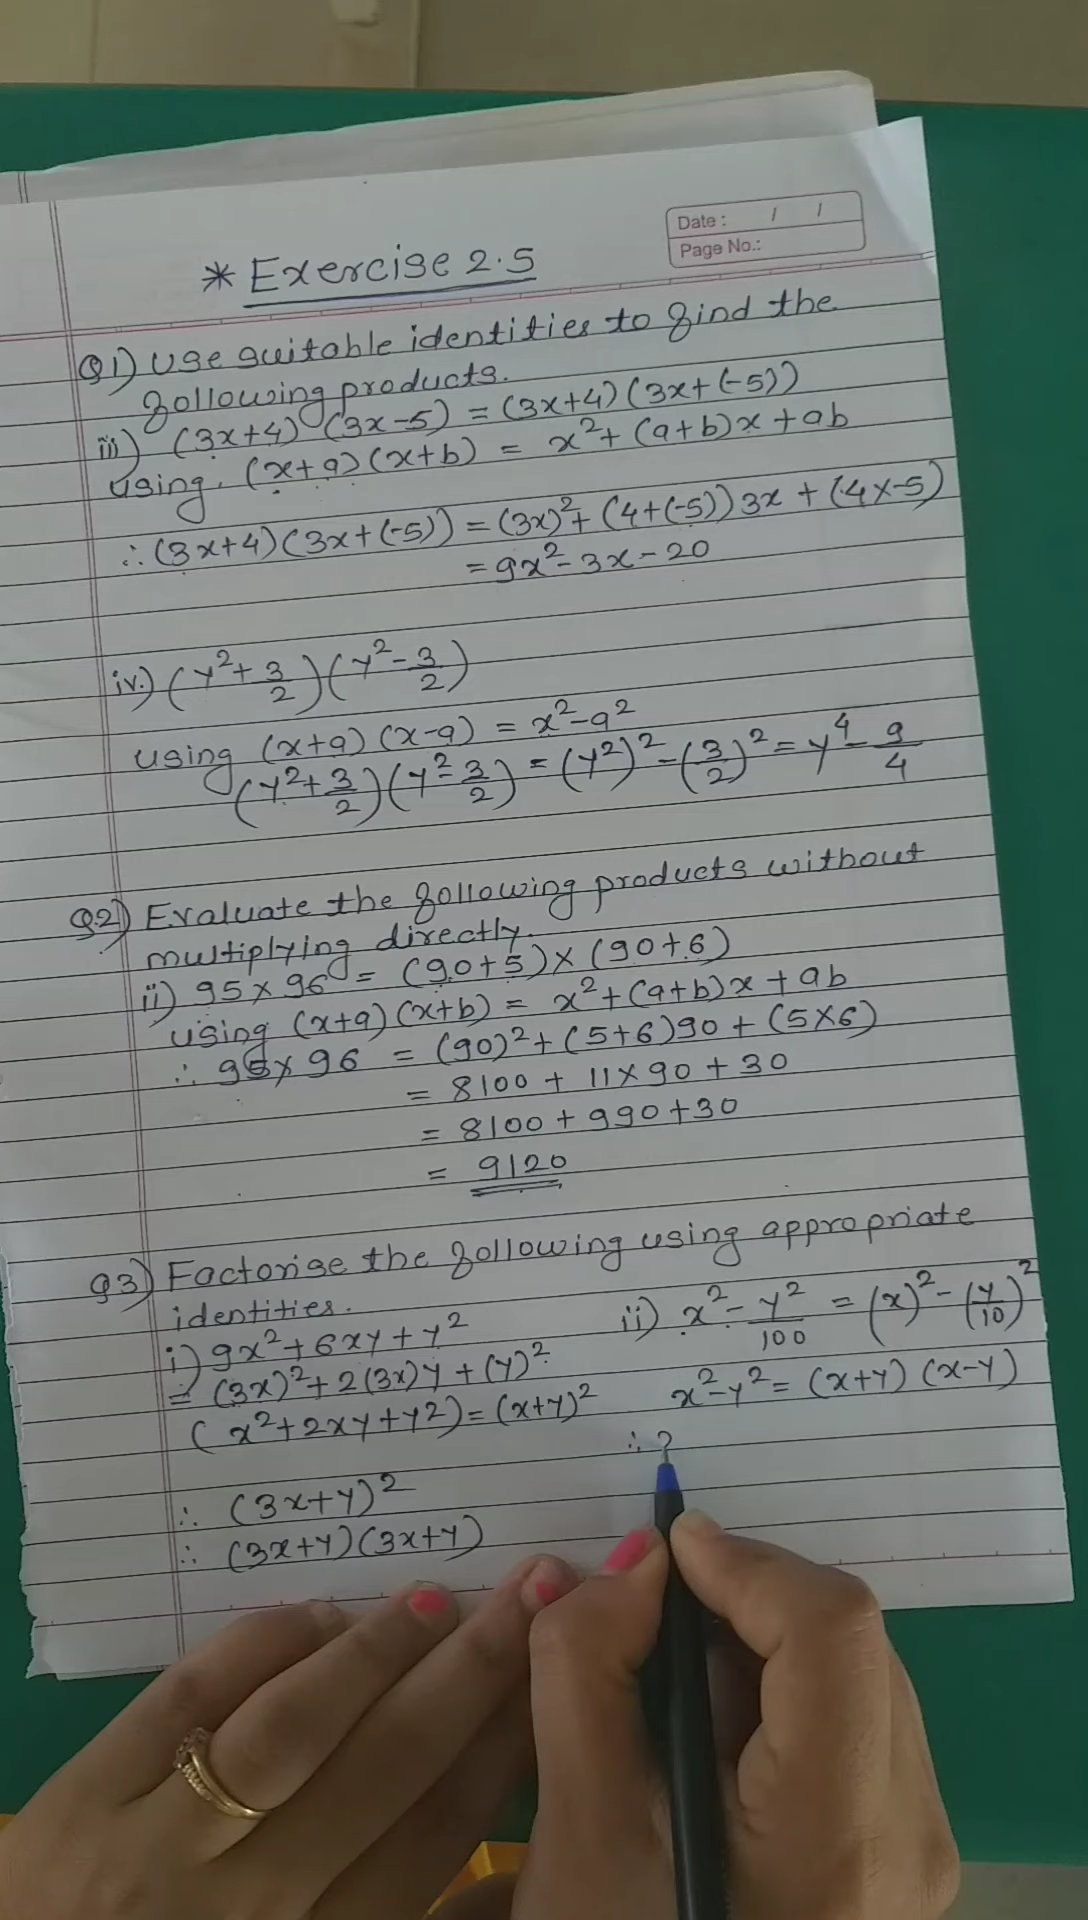 Date : / /
Page No.:
* Exercise 2.5
Q1) Use suitable identities to find the
following products.
iii) (3x+4) (3x-5) = (3x+4) (3x+(-5))
using. (x+a)(x+b) = x²+(a+b)x+ab
∴ (3x+4)(3x+(-5)) = (3x)²+(4+(-5))3x+(4x-5)
= 9x²-3x-20
iv.) (y²+3/2)(y²-3/2)
using (x+a)(x-a) = x²-a²
(y²+3/2)(y²-3/2) = (y²)²-(3/2)² = y⁴-9/4
Q.2) Evaluate the following products without
multiplying directly.
ii) 95×96 = (90+5)×(90+6)
using (x+a)(x+b) = x²+(a+b)x+ab
∴ 95×96 = (90)²+(5+6)90+(5×6)
= 8100 + 11×90 + 30
= 8100 + 990 + 30
= 9120
Q3) Factorise the following using appropriate
identities.
i) 9x²+6xy+y²
= (3x)²+2(3x)y+(y)²
(x²+2xy+y2) = (x+y)²
∴ (3x+y)²
∴ (3x+y)(3x+y)
ii) x²-y²/100 = (x)²-(y/10)²
x²-y² = (x+y) (x-y)
∴